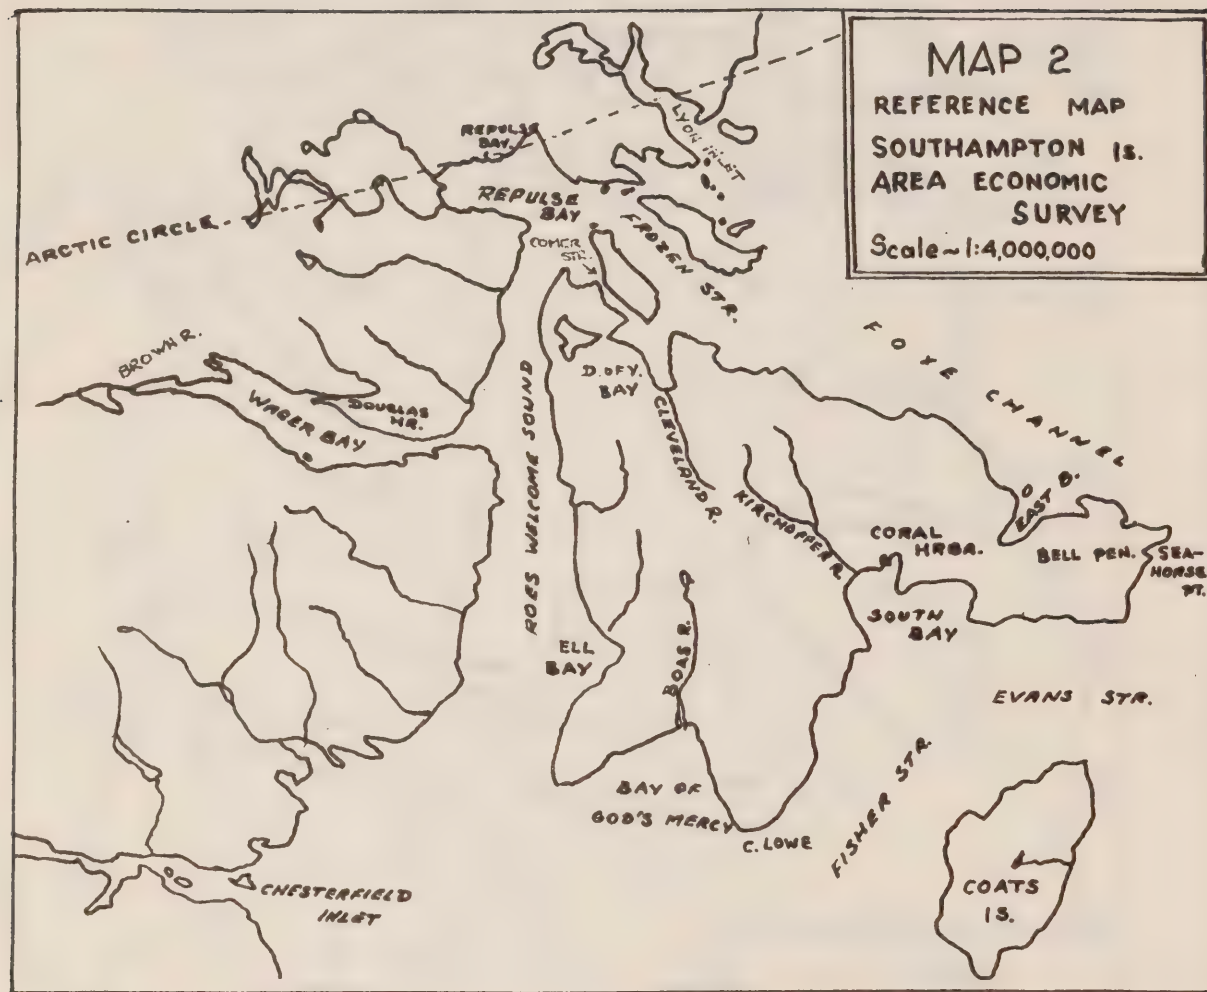 MAP 2
REFERENCE MAP
SOUTHAMPTON Is.
AREA ECONOMIC
SURVEY
Scale ~ 1:4,000,000
LYON INLET
REPULSE
BAY.
REPULSE
BAY
ARCTIC CIRCLE
FROZEN STR.
COMER
STR.
FOXE CHANNEL
BROWN R.
D. OF Y.
BAY
WAGER BAY
DOUGLAS
HR.
ROES WELCOME SOUND
CLEVELAND R.
KIRCHOFFER R.
EAST B.
CORAL
HRBR.
BELL PEN.
SEA-
HORSE
PT.
SOUTH
BAY
ELL
BAY
BOAS R.
EVANS STR.
FISHER STR.
BAY OF
GOD'S MERCY
C. LOWE
COATS
IS.
CHESTERFIELD
INLET